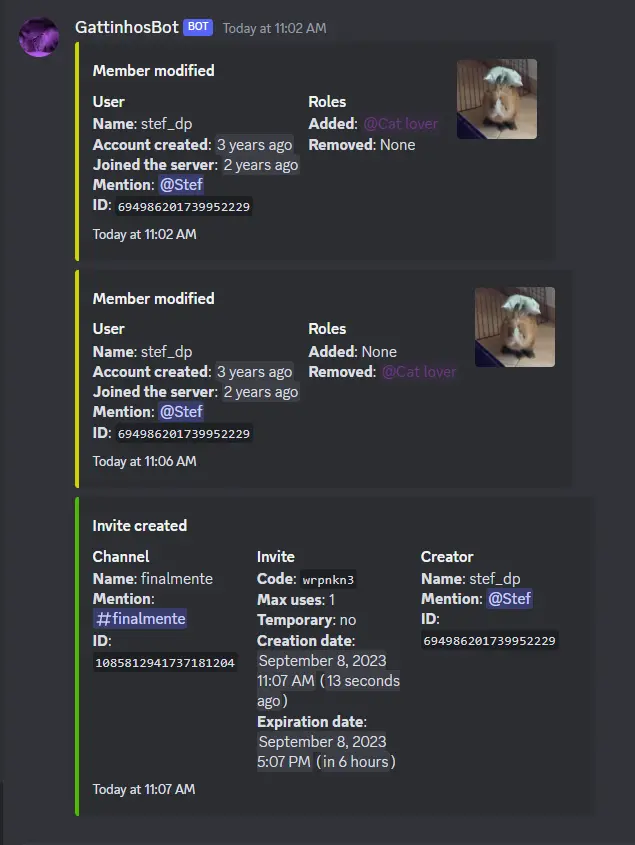 GattinhosBot BOT Today at 11:02 AM
Member modified
User
Name: stef_dp
Account created: 3 years ago
Joined the server: 2 years ago
Mention: @Stef
ID: 694986201739952229
Roles
Added: @Cat lover
Removed: None
Today at 11:02 AM
Member modified
User
Name: stef_dp
Account created: 3 years ago
Joined the server: 2 years ago
Mention: @Stef
ID: 694986201739952229
Roles
Added: None
Removed: @Cat lover
Today at 11:06 AM
Invite created
Channel
Name: finalmente
Mention:
#finalmente
ID:
1085812941737181204
Invite
Code: wrpnkn3
Max uses: 1
Temporary: no
Creation date:
September 8, 2023
11:07 AM (13 seconds
ago)
Expiration date:
September 8, 2023
5:07 PM (in 6 hours)
Creator
Name: stef_dp
Mention: @Stef
ID:
694986201739952229
Today at 11:07 AM